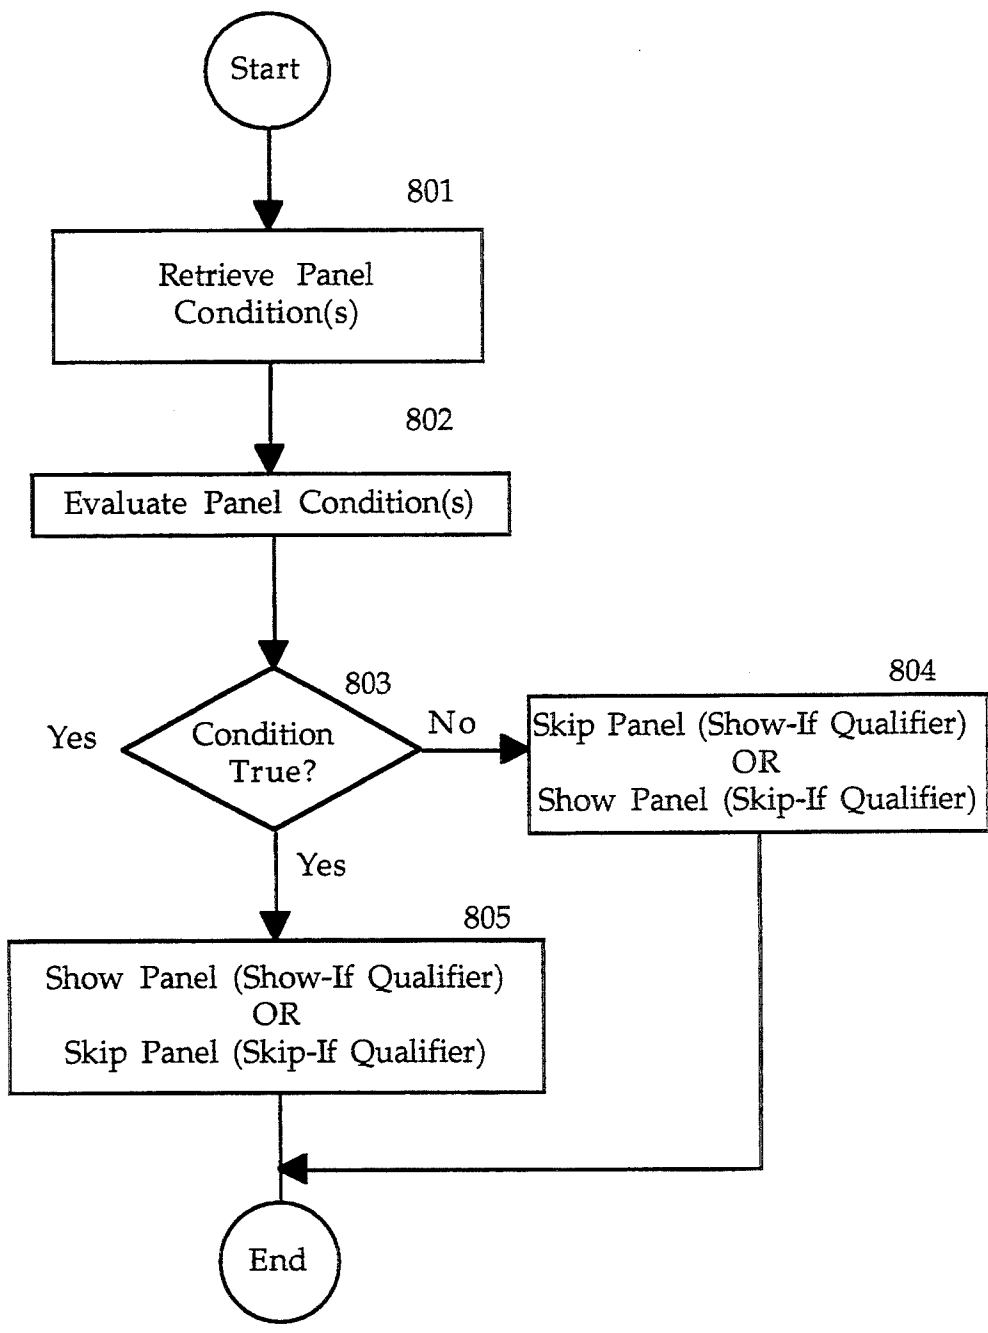 Start
801
Retrieve Panel
Condition(s)
802
Evaluate Panel Condition(s)
803
Yes
Condition
True?
No
804
Skip Panel (Show-If Qualifier)
OR
Show Panel (Skip-If Qualifier)
Yes
805
Show Panel (Show-If Qualifier)
OR
Skip Panel (Skip-If Qualifier)
End